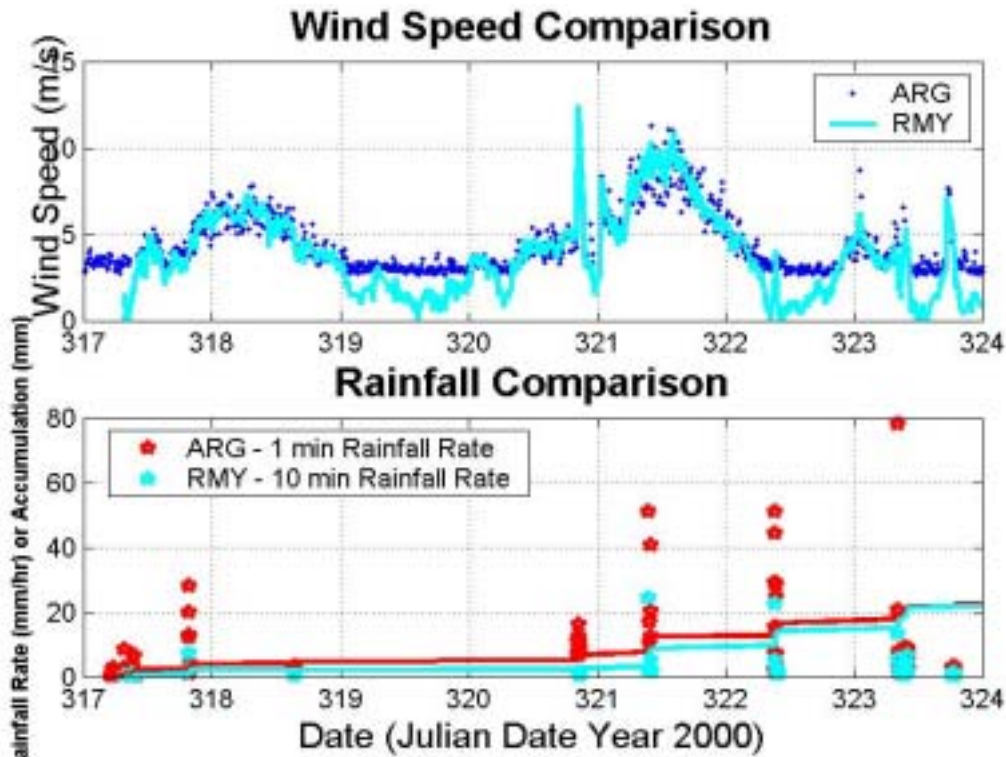 Wind Speed Comparison
Wind Speed (m/s)
15
10
5
0
ARG
RMY
317 318 319 320 321 322 323 324
Rainfall Comparison
ainfall Rate (mm/hr) or Accumulation (mm)
80
60
40
20
0
ARG - 1 min Rainfall Rate
RMY - 10 min Rainfall Rate
317 318 319 320 321 322 323 324
Date (Julian Date Year 2000)